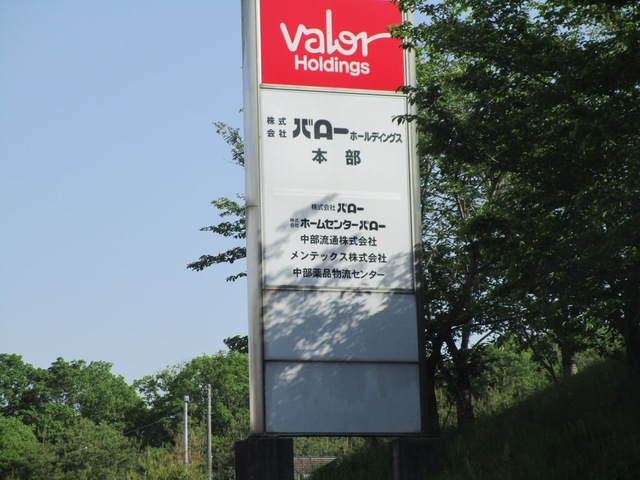 valor
Holdings
株式会社 バローホールディングス
本部
株式会社 バロー
株式会社 ホームセンターバロー
中部流通株式会社
メンテックス株式会社
中部薬品物流センター